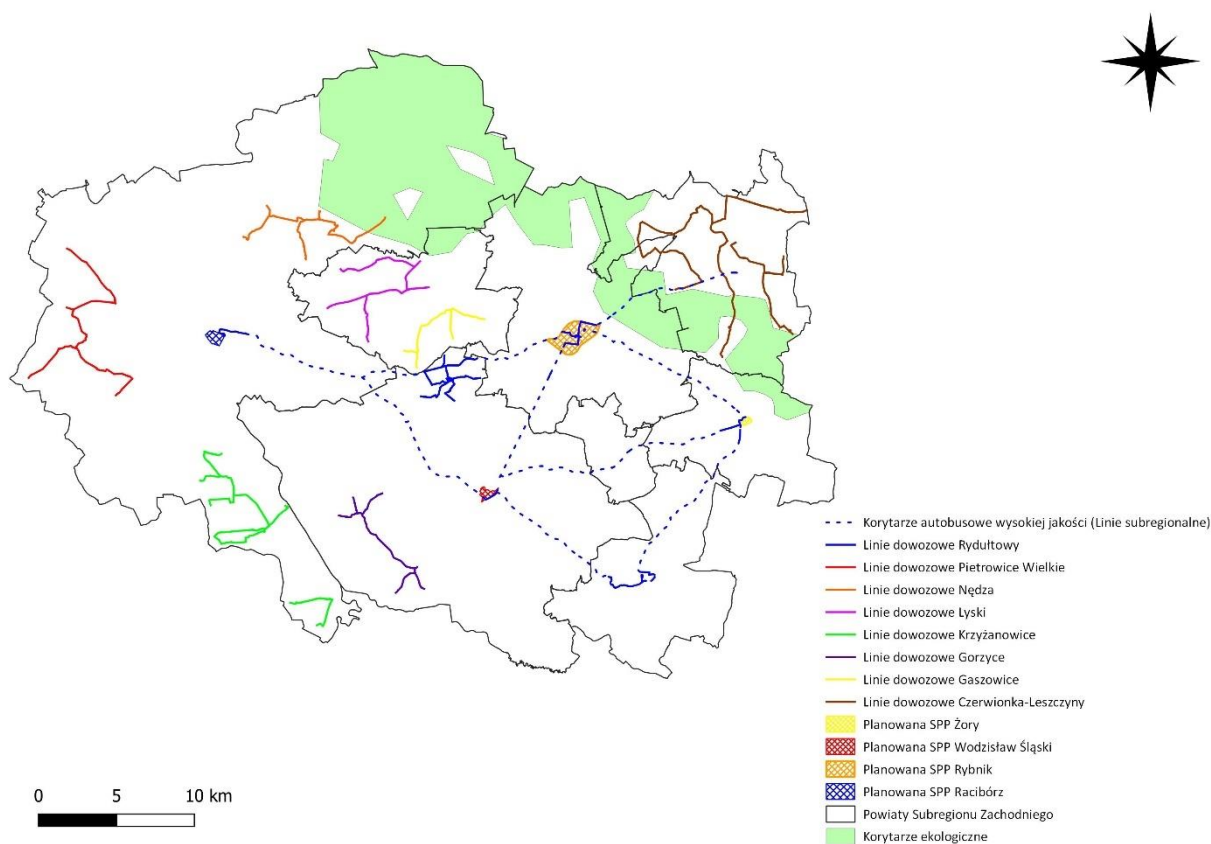 Korytarze autobusowe wysokiej jakości (Linie subregionalne)
Linie dowozowe Rydułtowy
Linie dowozowe Pietrowice Wielkie
Linie dowozowe Nędza
Linie dowozowe Lyski
Linie dowozowe Krzyżanowice
Linie dowozowe Gorzyce
Linie dowozowe Gaszowice
Linie dowozowe Czerwionka-Leszczyny
Planowana SPP Żory
Planowana SPP Wodzisław Śląski
Planowana SPP Rybnik
Planowana SPP Racibórz
Powiaty Subregionu Zachodniego
Korytarze ekologiczne
0 5 10 km